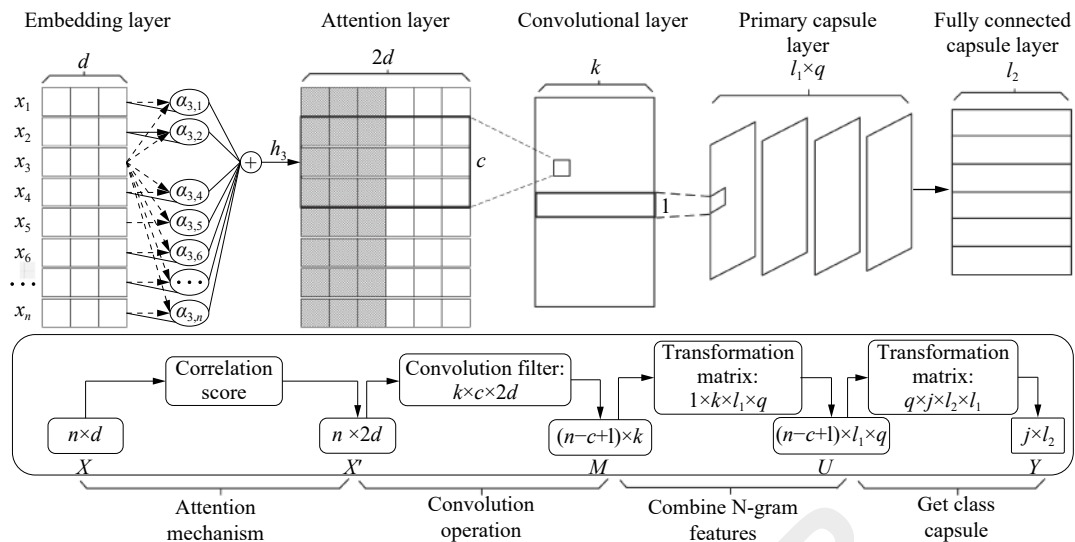 Embedding layer
Attention layer
Convolutional layer
Primary capsule
layer
l₁×q
Fully connected
capsule layer
l₂
d
2d
k
x₁
x₂
x₃
x₄
x₅
x₆
...
xₙ
α₃,₁
α₃,₂
α₃,₄
α₃,₅
α₃,₆
...
α₃,ₙ
+
h₃
c
1
Correlation
score
Convolution filter:
k×c×2d
Transformation
matrix:
1×k×l₁×q
Transformation
matrix:
q×j×l₂×l₁
n×d
n×2d
(n−c+1)×k
(n−c+1)×l₁×q
j×l₂
X
X′
M
U
Y
Attention
mechanism
Convolution
operation
Combine N-gram
features
Get class
capsule